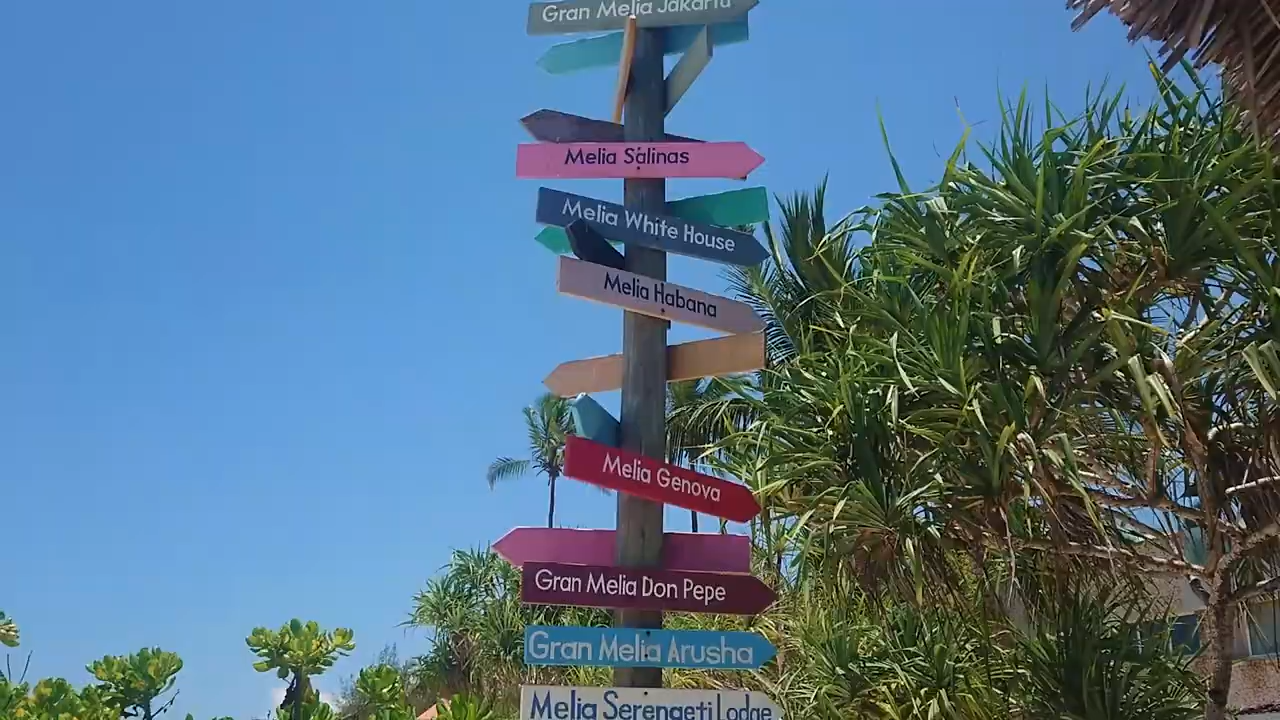 Gran Melia Jakarta
Melia Salinas
Melia White House
Melia Habana
Melia Genova
Gran Melia Don Pepe
Gran Melia Arusha
Melia Serengeti Lodge